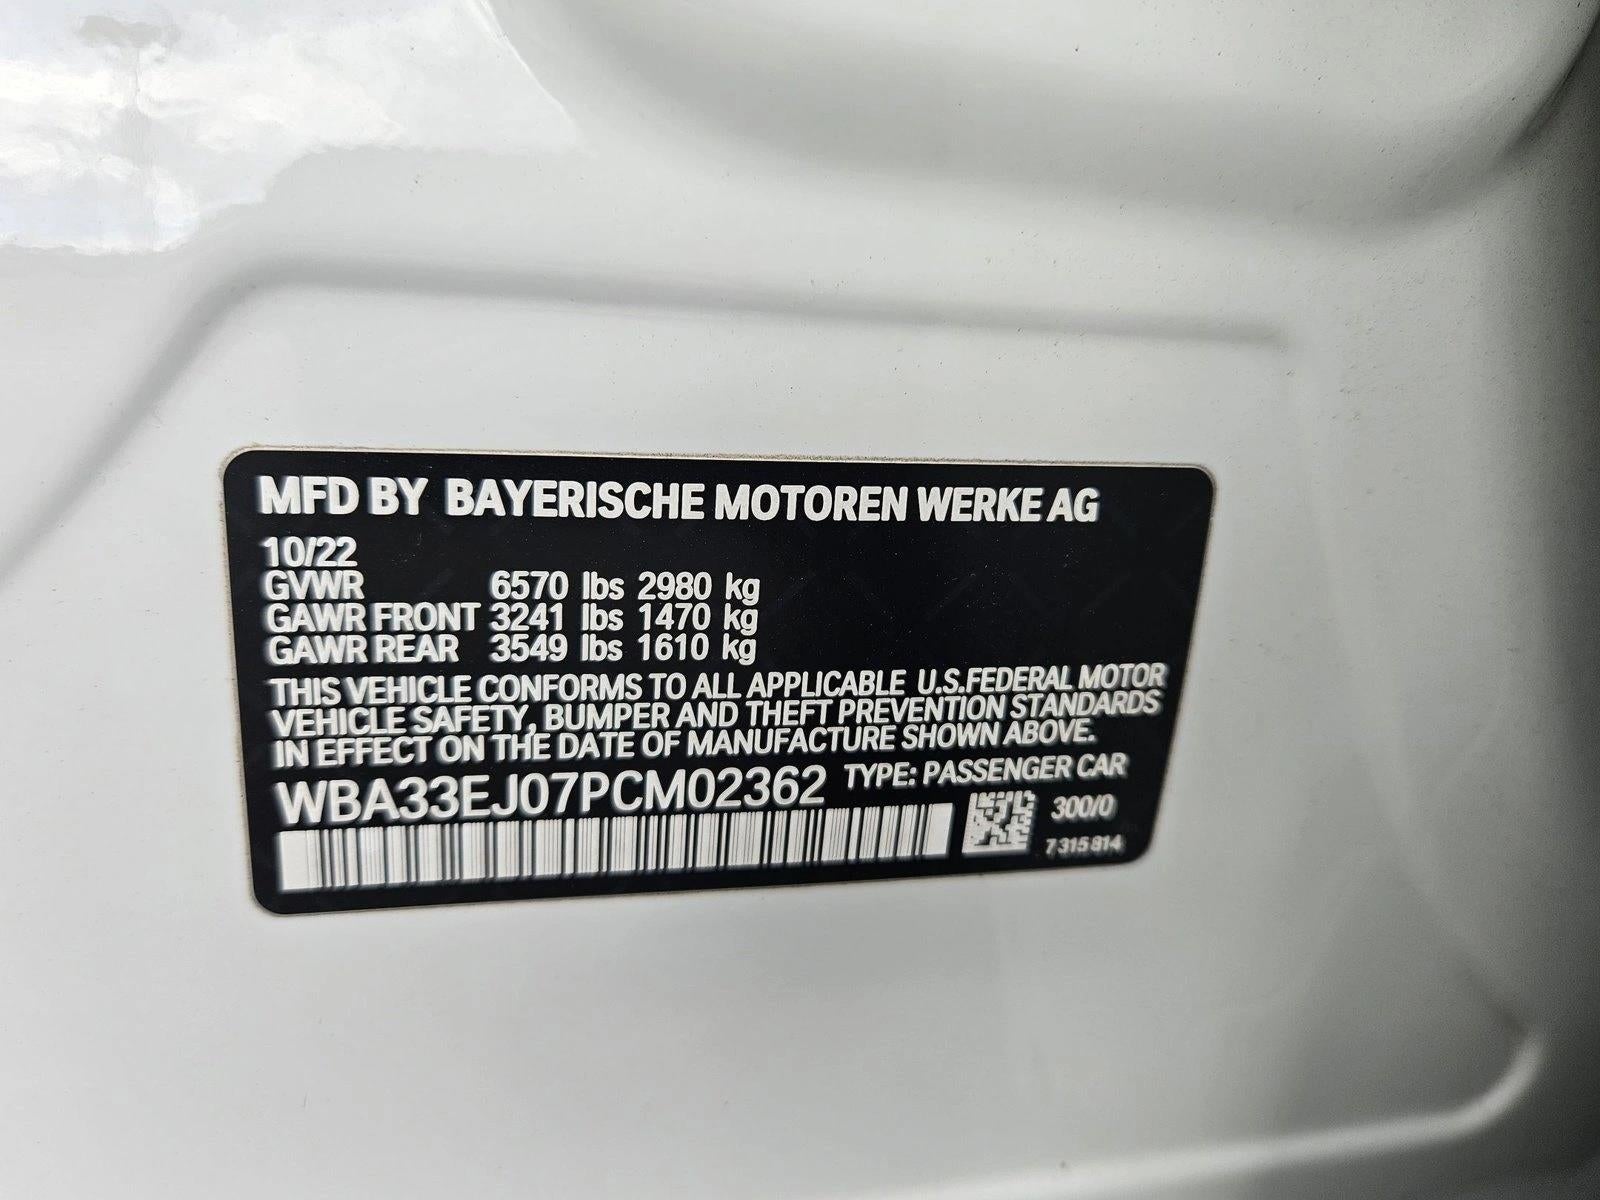 MFD BY BAYERISCHE MOTOREN WERKE AG
10/22
GVWR 6570 lbs 2980 kg
GAWR FRONT 3241 lbs 1470 kg
GAWR REAR 3549 lbs 1610 kg
THIS VEHICLE CONFORMS TO ALL APPLICABLE U.S.FEDERAL MOTOR
VEHICLE SAFETY, BUMPER AND THEFT PREVENTION STANDARDS
IN EFFECT ON THE DATE OF MANUFACTURE SHOWN ABOVE.
WBA33EJ07PCM02362 TYPE: PASSENGER CAR
300/0
7 315 814